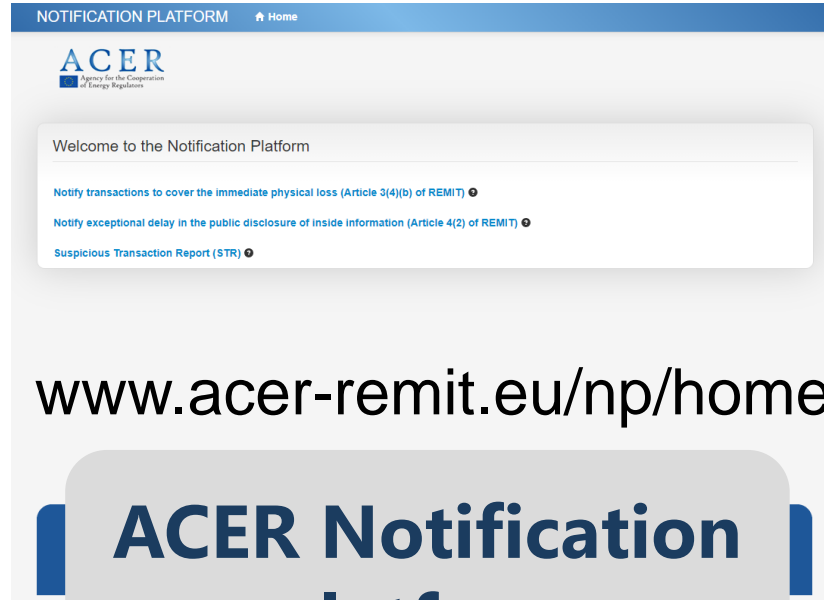 NOTIFICATION PLATFORM Home
ACER
Agency for the Cooperation
of Energy Regulators
Welcome to the Notification Platform
Notify transactions to cover the immediate physical loss (Article 3(4)(b) of REMIT)
Notify exceptional delay in the public disclosure of inside information (Article 4(2) of REMIT)
Suspicious Transaction Report (STR)
www.acer-remit.eu/np/home
ACER Notification